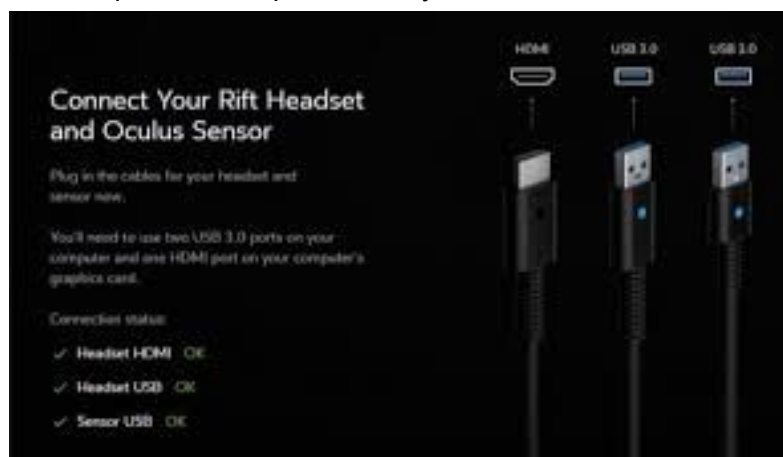 Connect Your Rift Headset
and Oculus Sensor
Plug in the cables for your headset and
sensor now.
You'll need to use two USB 3.0 ports on your
computer and one HDMI port on your computer's
graphics card.
Connection status:
Headset HDMI OK
Headset USB OK
Sensor USB OK
HDMI
USB 3.0
USB 3.0